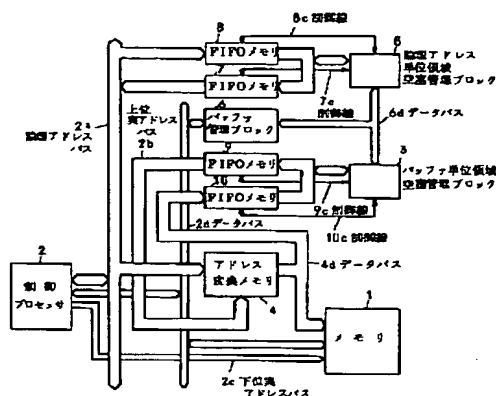 8
8c 制御線
FIFOメモリ
7
FIFOメモリ
7c
制御線
5
論理アドレス
単位領域
空塞管理ブロック
6d データバス
2a
論理アドレス
バス
上位
実アドレス
バス
2b
6
バッファ
管理ブロック
9
FIFOメモリ
10
FIFOメモリ
3
バッファ単位領域
空塞管理ブロック
9c 制御線
10c 制御線
2d データバス
4d データバス
アドレス
変換メモリ
4
2
制御
プロセッサ
1
メモリ
2c 下位実
アドレスバス